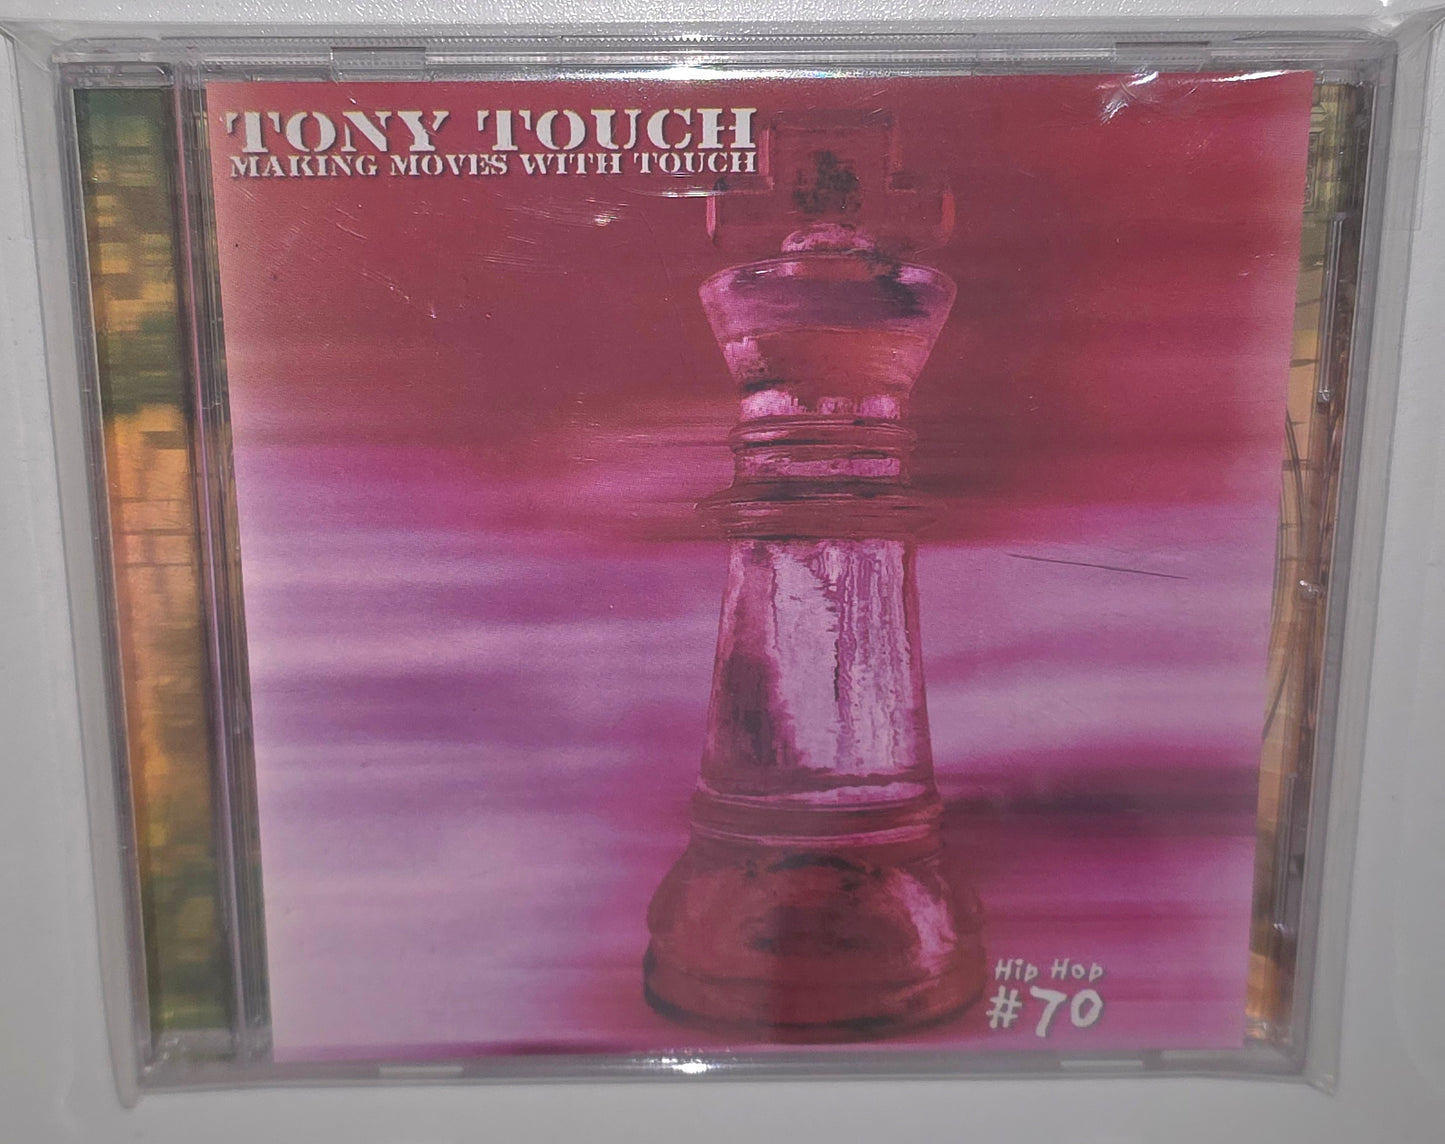 TONY TOUCH
MAKING MOVES WITH TOUCH
Hip Hop
#70